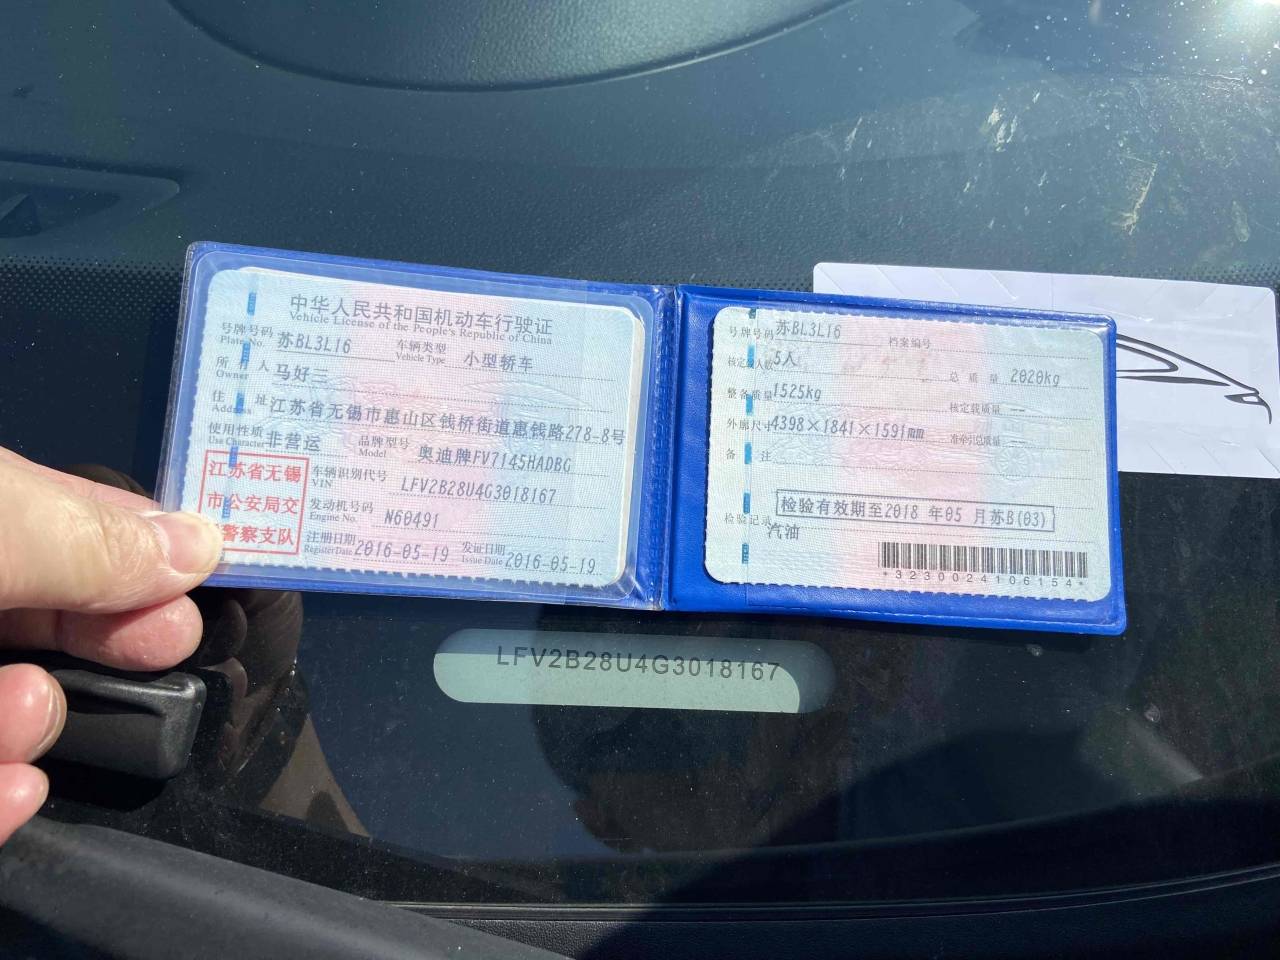 中华人民共和国机动车行驶证
Vehicle License of the People's Republic of China
号牌号码 苏BL3L16 车辆类型 小型轿车
Plate No. Vehicle Type
所有人 马好三
Owner
住址 江苏省无锡市惠山区钱桥街道惠钱路278-8号
Address
使用性质 非营运 品牌型号 奥迪牌FV7145HADBG
Use Character Model
江苏省无锡
市公安局交
警察支队
车辆识别代号 LFV2B28U4G3018167
VIN
发动机号码 N60491
Engine No.
注册日期 2016-05-19 发证日期 2016-05-19
Register Date Issue Date
号牌号码 苏BL3L16 档案编号
核定载人数 5人 总质量 2020kg
整备质量 1525kg 核定载质量 --
外廓尺寸 4398×1841×1591mm 准牵引总质量 --
备注
检验有效期至2018年05月苏B(03)
检验记录 汽油
*3230024106154*
LFV2B28U4G3018167